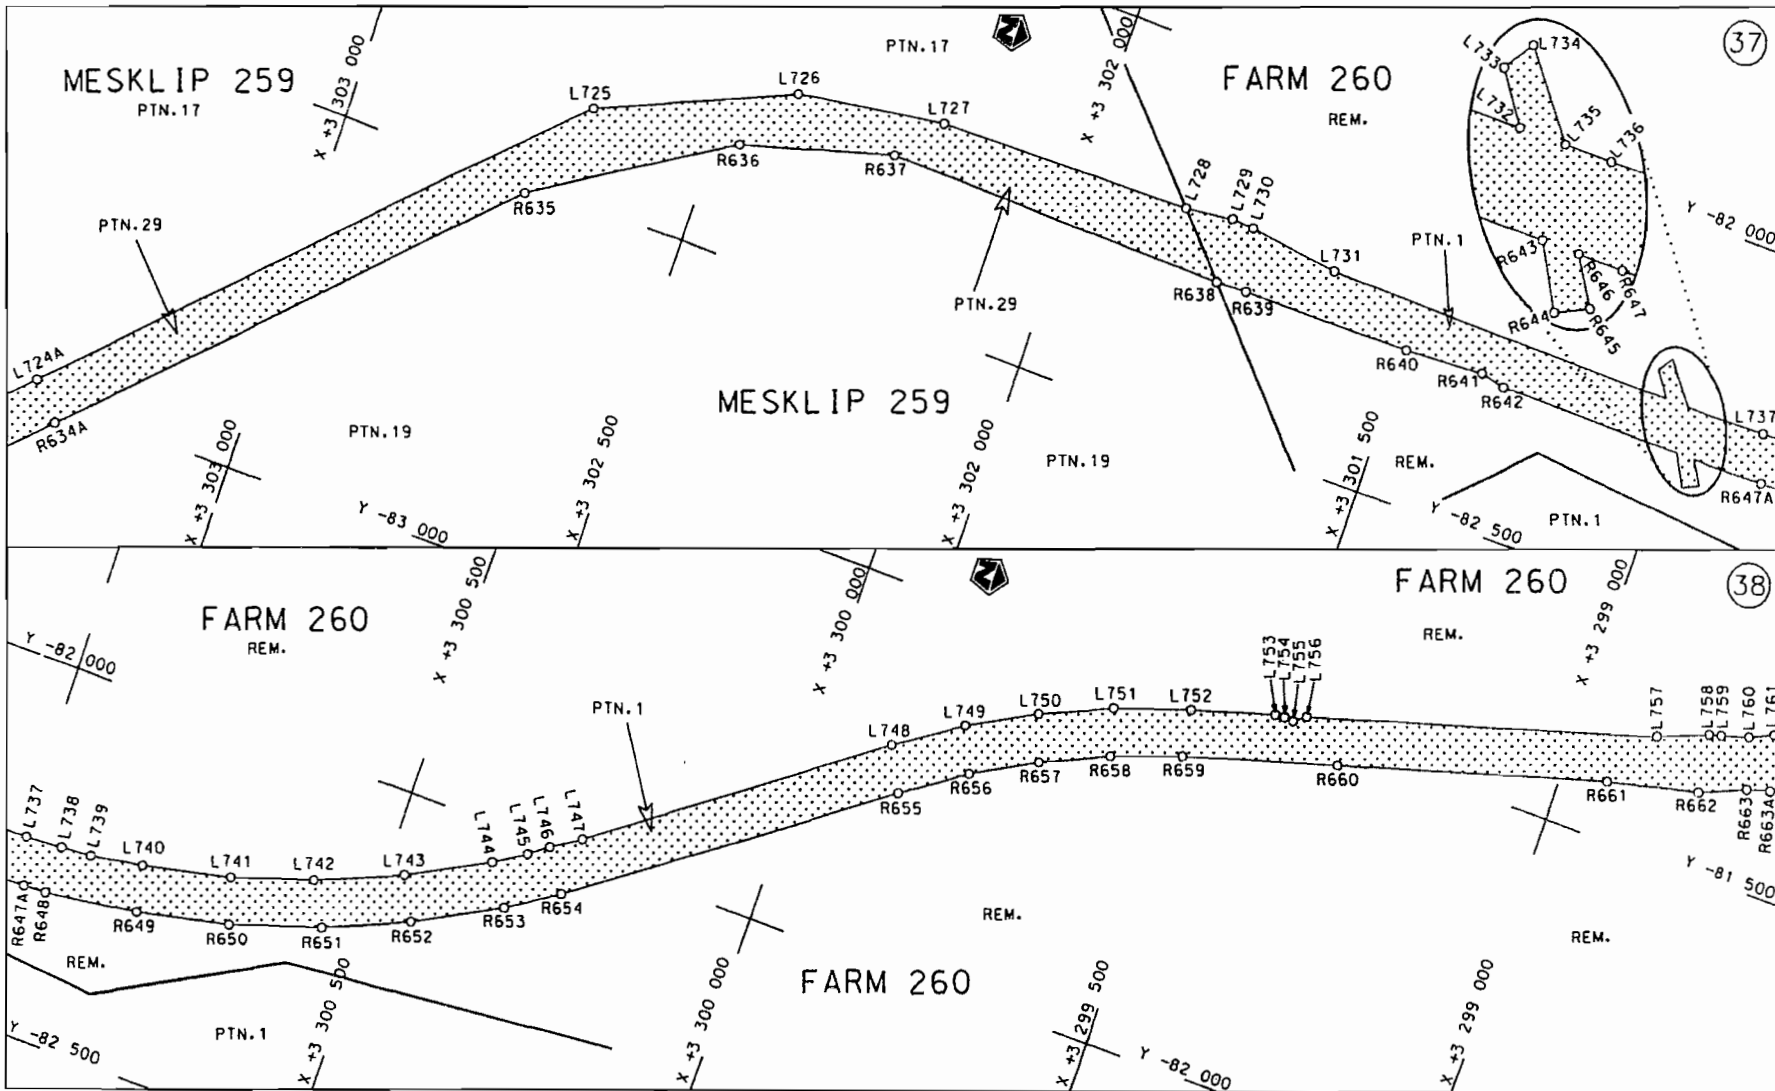 37
MESKLIP 259
PTN.17
X +3 303 000
PTN.17
X +3 302 000
FARM 260
REM.
L725
L726
L727
L728
L729
L730
L731
L732
L733
L734
L735
L736
Y -82 000
R636
R637
R635
PTN.29
PTN.29
PTN.1
R638
R639
R640
R641
R642
R643
R644
R645
R646
R647
L724A
R634A
L737
R647A
PTN.19
MESKLIP 259
PTN.19
REM.
PTN.1
X +3 303 000
Y -83 000
X +3 302 500
X +3 302 000
X +3 301 500
Y -82 500
38
FARM 260
REM.
Y -82 000
X +3 300 500
X +3 300 000
FARM 260
REM.
X +3 299 000
PTN.1
L737
L738
L739
L740
L741
L742
L743
L744
L745
L746
L747
L748
L749
L750
L751
L752
L753
L754
L755
L756
L757
L758
L759
L760
L761
R647A
R648
R649
R650
R651
R652
R653
R654
R655
R656
R657
R658
R659
R660
R661
R662
R663
R663A
Y -81 500
REM.
REM.
REM.
FARM 260
PTN.1
Y -82 500
X +3 300 500
X +3 300 000
X +3 299 500
Y -82 000
X +3 299 000